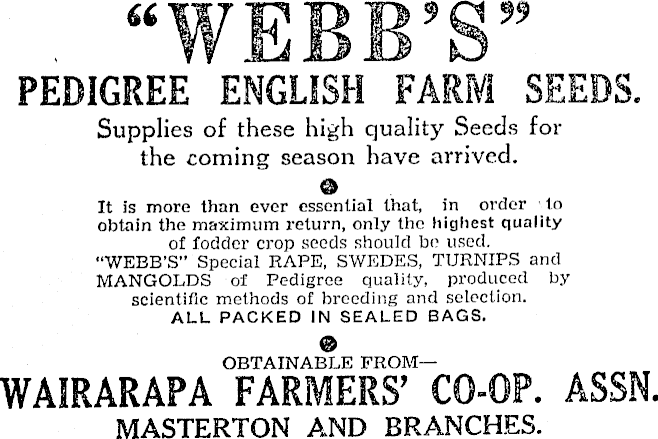 “WEBB’S”
PEDIGREE ENGLISH FARM SEEDS.
Supplies of these high quality Seeds for
the coming season have arrived.
It is more than ever essential that, in order to
obtain the maximum return, only the highest quality
of fodder crop seeds should be used.
“WEBB’S” Special RAPE, SWEDES, TURNIPS and
MANGOLDS of Pedigree quality, produced by
scientific methods of breeding and selection.
ALL PACKED IN SEALED BAGS.
OBTAINABLE FROM—
WAIRARAPA FARMERS’ CO-OP. ASSN.
MASTERTON AND BRANCHES.